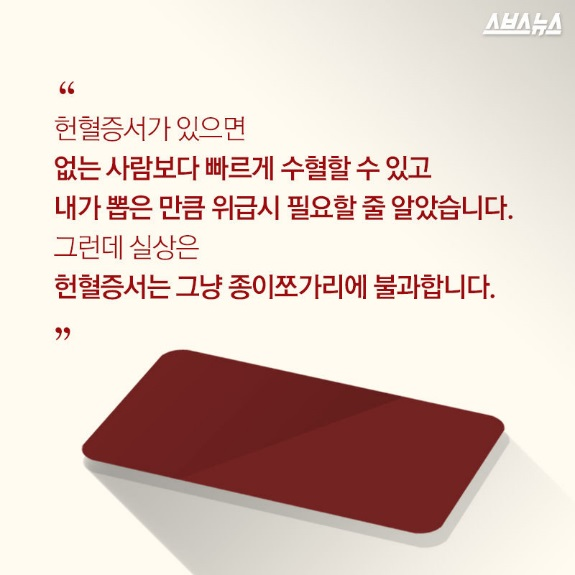 스브스뉴스
“
헌혈증서가 있으면
없는 사람보다 빠르게 수혈할 수 있고
내가 뽑은 만큼 위급시 필요할 줄 알았습니다.
그런데 실상은
헌혈증서는 그냥 종이쪼가리에 불과합니다.
”